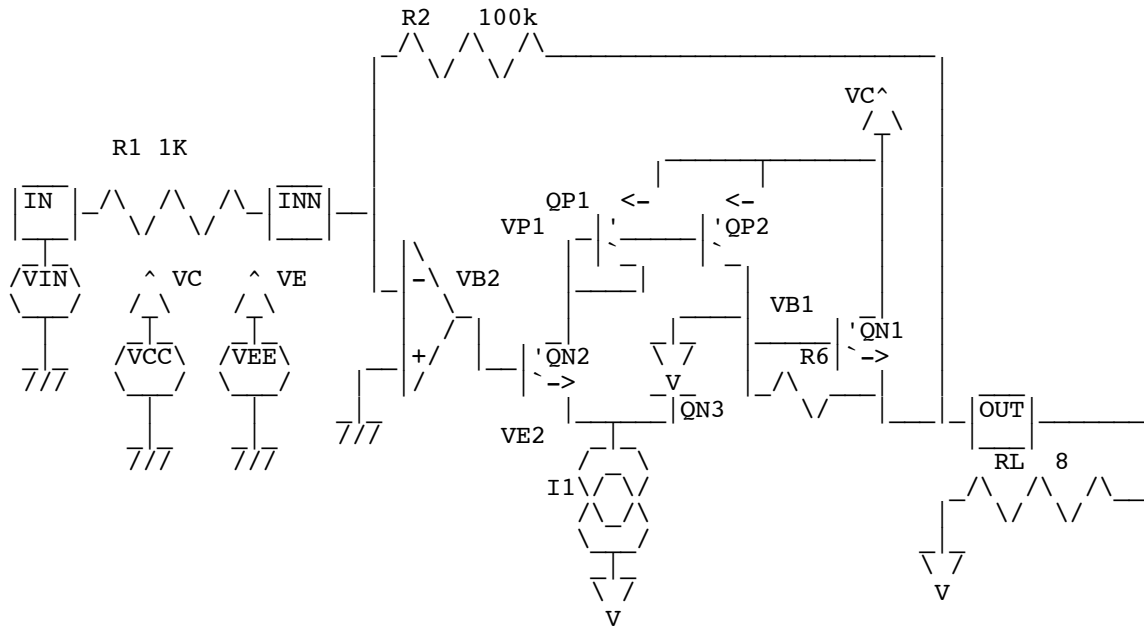 R2 100k
VC^
R1 1K
IN INN
QP1 <- <-
VP1 QP2
VIN ^ VC ^ VE - VB2
VB1
VCC VEE + QN2 R6 QN1
-> ->
V
QN3 OUT
VE2
RL 8
I1
V
V